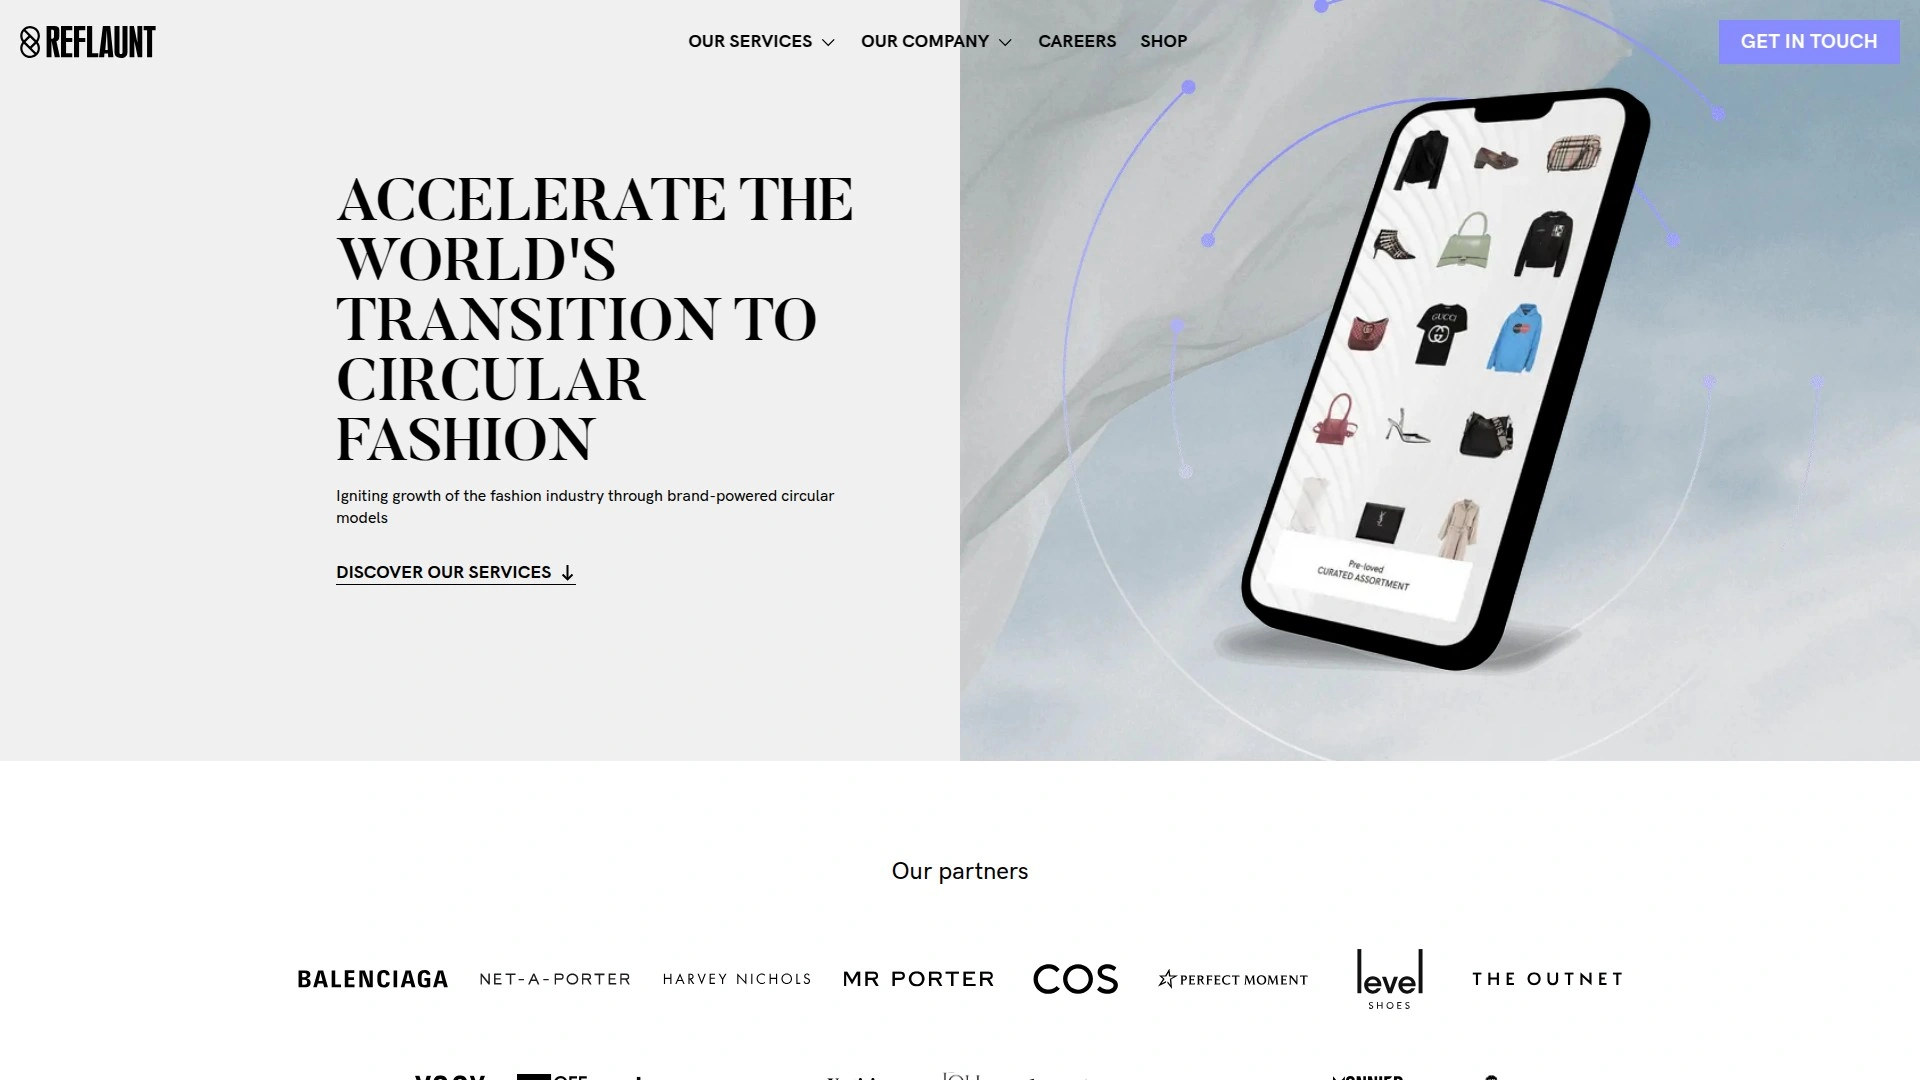 REFLAUNT
OUR SERVICES
OUR COMPANY
CAREERS
SHOP
GET IN TOUCH
ACCELERATE THE
WORLD'S
TRANSITION TO
CIRCULAR
FASHION
Igniting growth of the fashion industry through brand-powered circular
models
DISCOVER OUR SERVICES
GUCCI
Pre-loved
CURATED ASSORTMENT
Our partners
BALENCIAGA
NET-A-PORTER
HARVEY NICHOLS
MR PORTER
COS
PERFECT MOMENT
level
SHOES
THE OUTNET